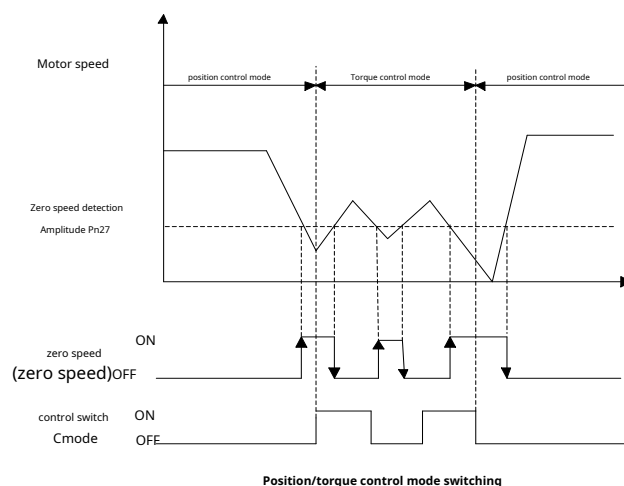 Motor speed
position control mode
Torque control mode
position control mode
Zero speed detection
Amplitude Pn27
ON
zero speed
(zero speed)OFF
control switch
ON
Cmode
OFF
Position/torque control mode switching